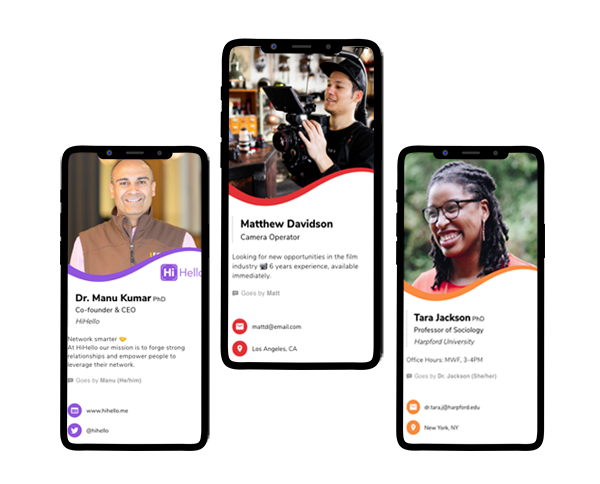 Hi Hello
Dr. Manu Kumar PhD
Co-founder & CEO
HiHello
Network smarter 🤝
At HiHello our mission is to forge strong
relationships and empower people to
leverage their network.
Goes by Manu (He/him)
www.hihello.me
@hihello
Matthew Davidson
Camera Operator
Looking for new opportunities in the film
industry 📹 6 years experience, available
immediately.
Goes by Matt
mattd@email.com
Los Angeles, CA
Tara Jackson PhD
Professor of Sociology
Harpford University
Office Hours: MWF, 3-4PM
Goes by Dr. Jackson (She/her)
dr.tara.j@harpford.edu
New York, NY